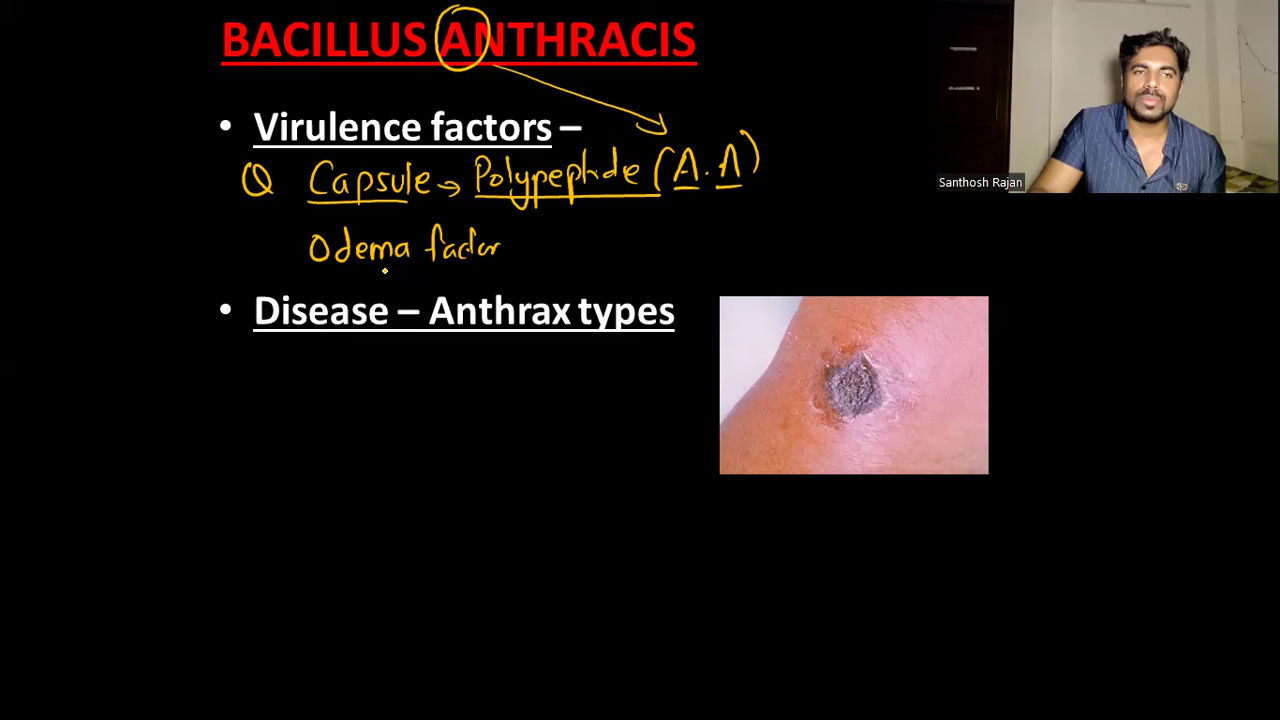 BACILLUS ANTHRACIS
• Virulence factors –
Q Capsule → Polypeptide (A.A)
Odema factor
• Disease – Anthrax types
Santhosh Rajan